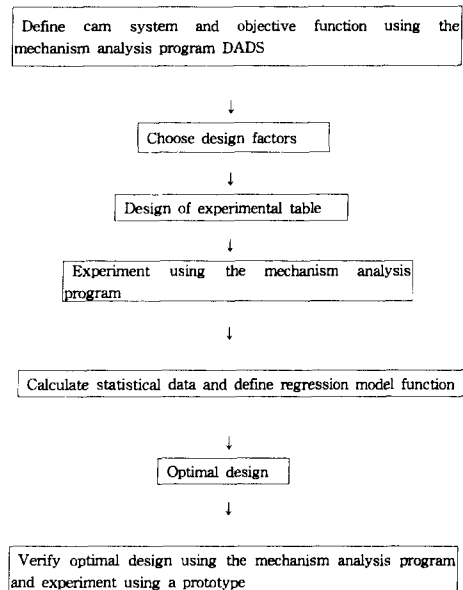 Define cam system and objective function using the
mechanism analysis program DADS
↓
Choose design factors
↓
Design of experimental table
↓
Experiment using the mechanism analysis
program
↓
Calculate statistical data and define regression model function
↓
Optimal design
↓
Verify optimal design using the mechanism analysis program
and experiment using a prototype